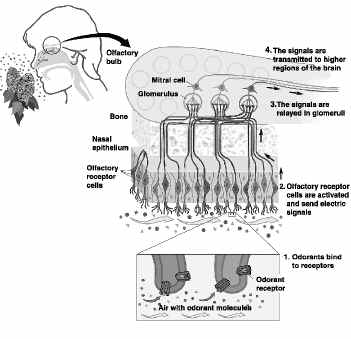 Olfactory
bulb
4. The signals are
transmitted to higher
regions of the brain
Mitral cell
Glomerulus
3.The signals are
relayed in glomeruli
Bone
Nasal
epithelium
Olfactory
receptor
cells
2. Olfactory receptor
cells are activated
and send electric
signals
1. Odorants bind
to receptors
Odorant
receptor
Air with odorant molecules